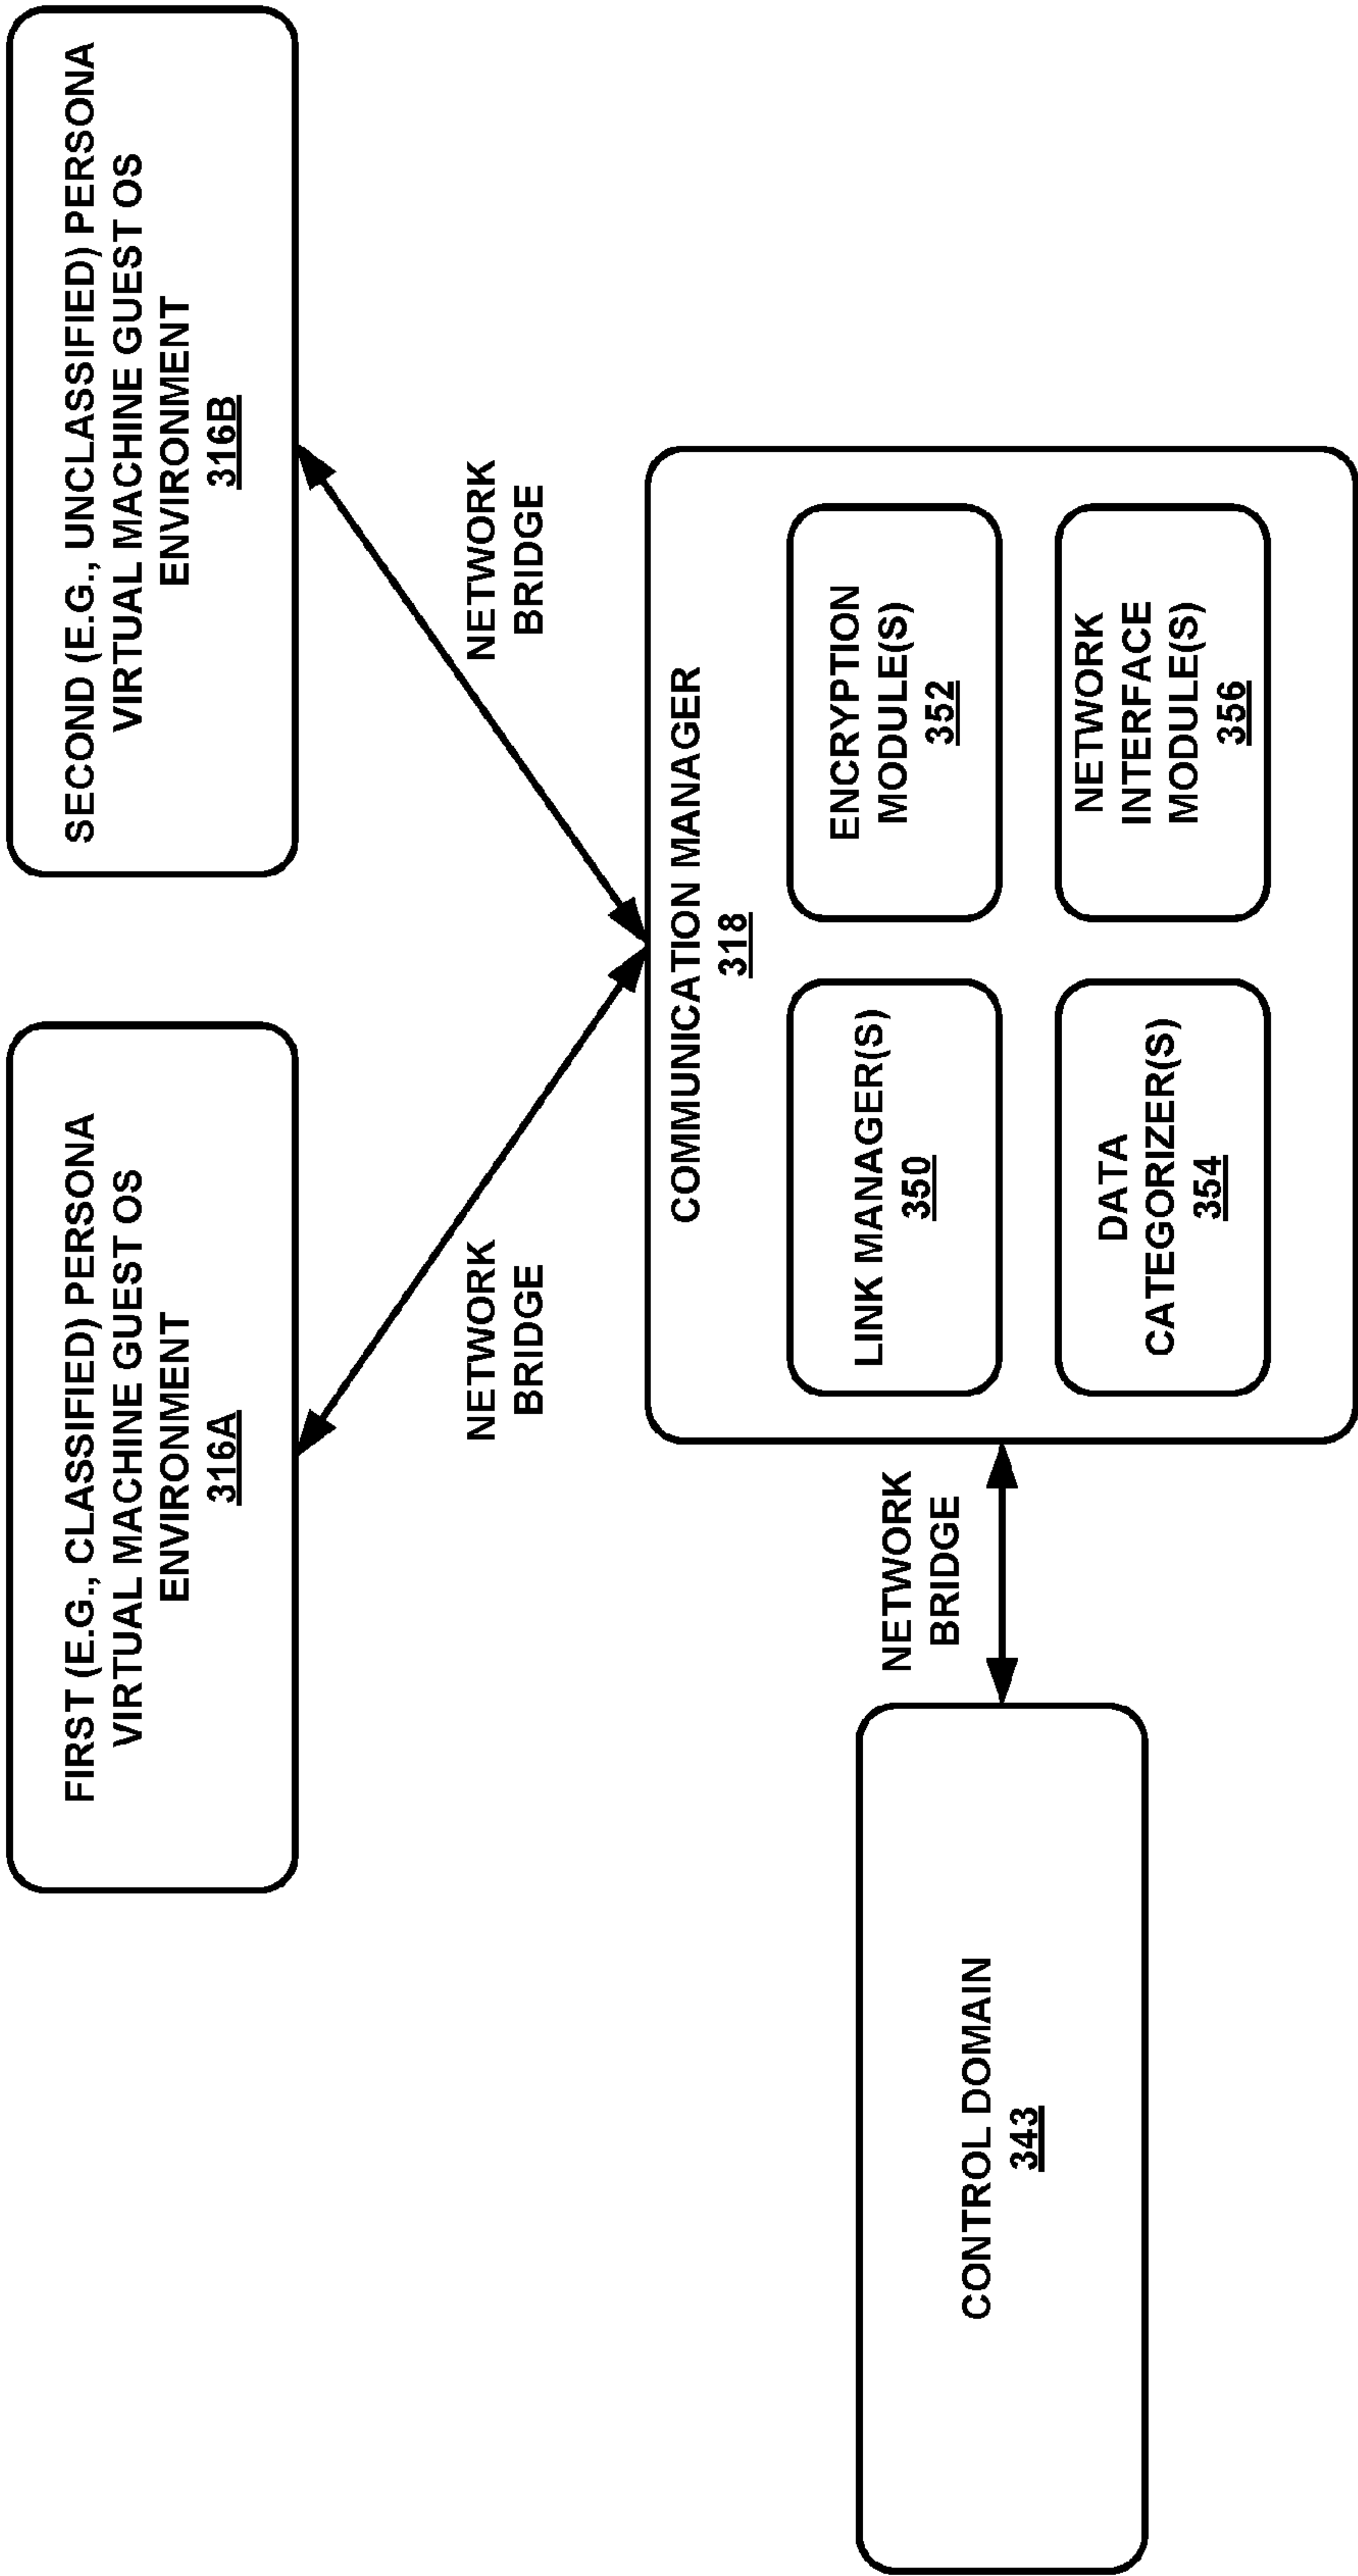 FIRST (E.G., CLASSIFIED) PERSONA
VIRTUAL MACHINE GUEST OS
ENVIRONMENT
316A
SECOND (E.G., UNCLASSIFIED) PERSONA
VIRTUAL MACHINE GUEST OS
ENVIRONMENT
316B
NETWORK
BRIDGE
NETWORK
BRIDGE
COMMUNICATION MANAGER
318
LINK MANAGER(S)
350
ENCRYPTION
MODULE(S)
352
DATA
CATEGORIZER(S)
354
NETWORK
INTERFACE
MODULE(S)
356
NETWORK
BRIDGE
CONTROL DOMAIN
343